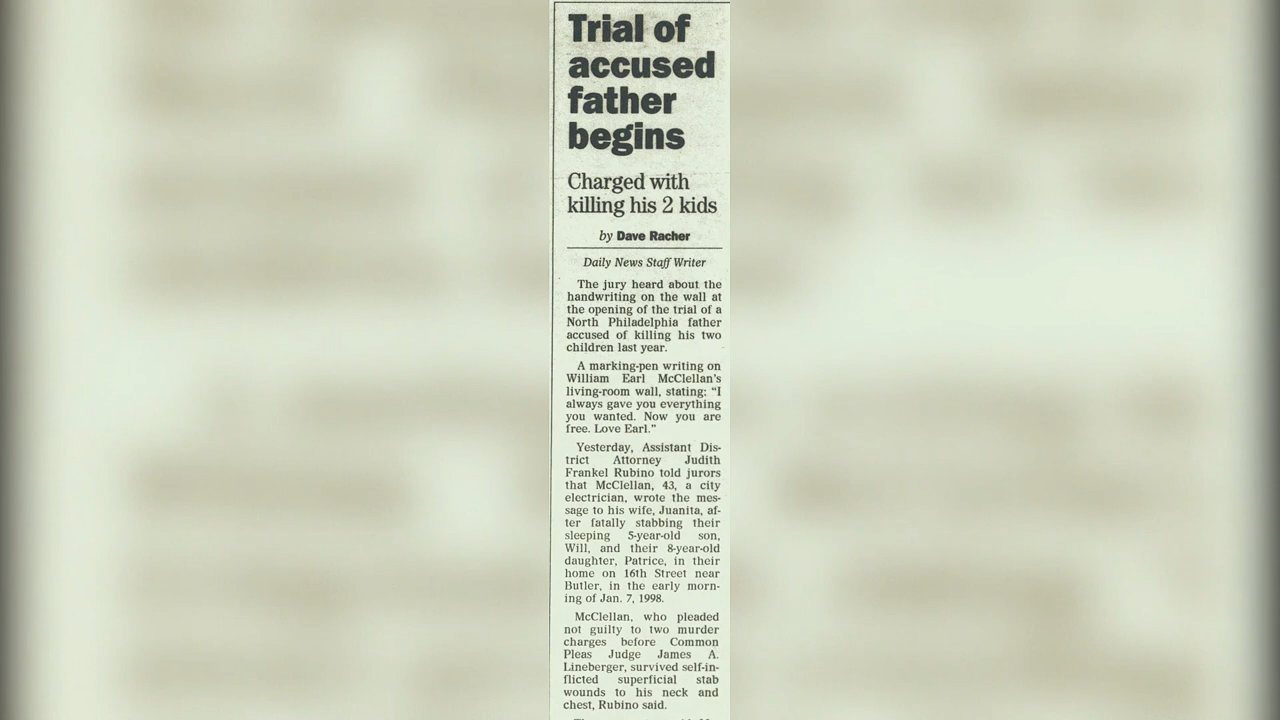 Trial of
accused
father
begins
Charged with
killing his 2 kids
by Dave Racher
Daily News Staff Writer
The jury heard about the
handwriting on the wall at
the opening of the trial of a
North Philadelphia father
accused of killing his two
children last year.
A marking-pen writing on
William Earl McClellan's
living-room wall, stating: “I
always gave you everything
you wanted. Now you are
free. Love Earl.”
Yesterday, Assistant Dis-
trict Attorney Judith
Frankel Rubino told jurors
that McClellan, 43, a city
electrician, wrote the mes-
sage to his wife, Juanita, af-
ter fatally stabbing their
sleeping 5-year-old son,
Will, and their 8-year-old
daughter, Patrice, in their
home on 16th Street near
Butler, in the early morn-
ing of Jan. 7, 1998.
McClellan, who pleaded
not guilty to two murder
charges before Common
Pleas Judge James A.
Lineberger, survived self-in-
flicted superficial stab
wounds to his neck and
chest, Rubino said.